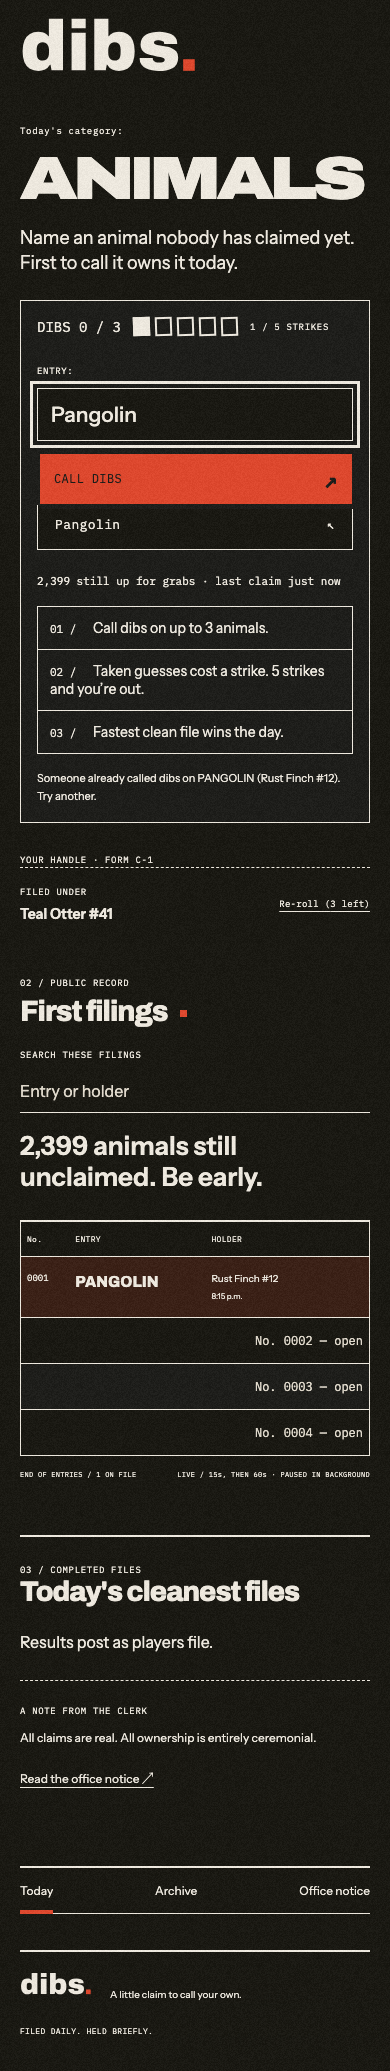 dibs.
Today's category:
ANIMALS
Name an animal nobody has claimed yet.
First to call it owns it today.
DIBS 0 / 3 1 / 5 STRIKES
ENTRY:
Pangolin
CALL DIBS ↗
Pangolin ↖
2,399 still up for grabs · last claim just now
01 / Call dibs on up to 3 animals.
02 / Taken guesses cost a strike. 5 strikes
and you're out.
03 / Fastest clean file wins the day.
Someone already called dibs on PANGOLIN (Rust Finch #12).
Try another.
YOUR HANDLE · FORM C-1
FILED UNDER
Teal Otter #41
Re-roll (3 left)
02 / PUBLIC RECORD
First filings
SEARCH THESE FILINGS
Entry or holder
2,399 animals still
unclaimed. Be early.
No. ENTRY HOLDER
0001 PANGOLIN Rust Finch #12
8:15 p.m.
No. 0002 — open
No. 0003 — open
No. 0004 — open
END OF ENTRIES / 1 ON FILE LIVE / 15s, THEN 60s · PAUSED IN BACKGROUND
03 / COMPLETED FILES
Today's cleanest files
Results post as players file.
A NOTE FROM THE CLERK
All claims are real. All ownership is entirely ceremonial.
Read the office notice ↗
Today Archive Office notice
dibs. A little claim to call your own.
FILED DAILY. HELD BRIEFLY.